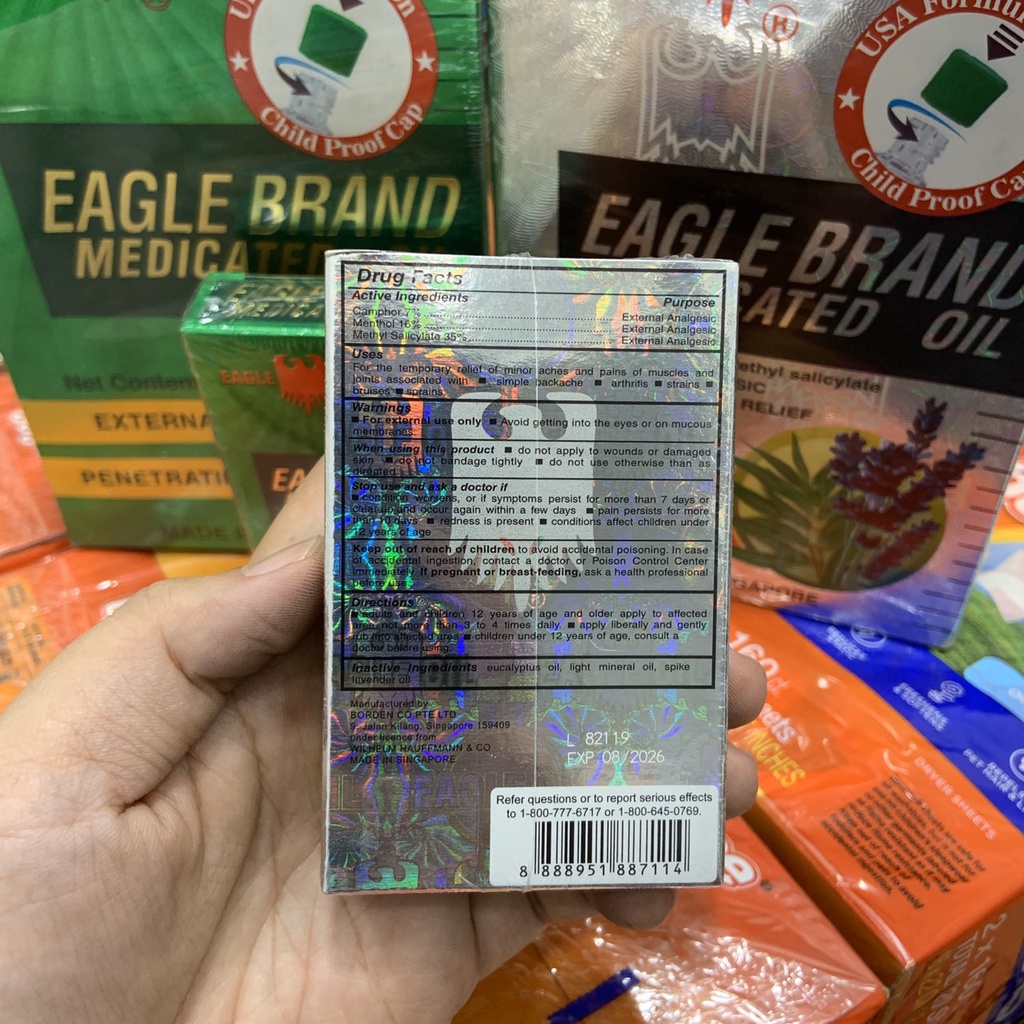 Child Proof Cap
EAGLE BRAND
MEDICATED
Net Content
EXTERNA
PENETRATI
MADE
EAGLE
EA
USA Formu
Child Proof Ca
EAGLE BRAND
CATED OIL
ethyl salicylate
SIC
RELIEF
GAPORE
Drug Facts
Active Ingredients Purpose
Camphor 7% External Analgesic
Menthol 16% External Analgesic
Methyl Salicylate 35% External Analgesic
Uses
For the temporary relief of minor aches and pains of muscles and
joints associated with ■ simple backache ■ arthritis ■ strains ■
bruises ■ sprains.
Warnings
■ For external use only ■ Avoid getting into the eyes or on mucous
membranes.
When using this product ■ do not apply to wounds or damaged
skin ■ do not bandage tightly ■ do not use otherwise than as
directed
Stop use and ask a doctor if
■ condition worsens, or if symptoms persist for more than 7 days or
clear up and occur again within a few days ■ pain persists for more
than 10 days ■ redness is present ■ conditions affect children under
12 years of age
Keep out of reach of children to avoid accidental poisoning. In case
of accidental ingestion, contact a doctor or Poison Control Center
immediately. If pregnant or breast-feeding, ask a health professional
before use.
Directions
■ adults and children 12 years of age and older apply to affected
area not more than 3 to 4 times daily. ■ apply liberally and gently
rub into affected area ■ children under 12 years of age, consult a
doctor before using.
Inactive Ingredients eucalyptus oil, light mineral oil, spike
lavender oil
Manufactured by
BORDEN CO PTE LTD
9, Jalan Kilang, Singapore 159409
under licence from
WILHELM HAUFFMANN & CO
MADE IN SINGAPORE
L 82119
EXP 08/2026
Refer questions or to report serious effects
to 1-800-777-6717 or 1-800-645-0769.
8 888951 887114
160
DRYER SHEETS